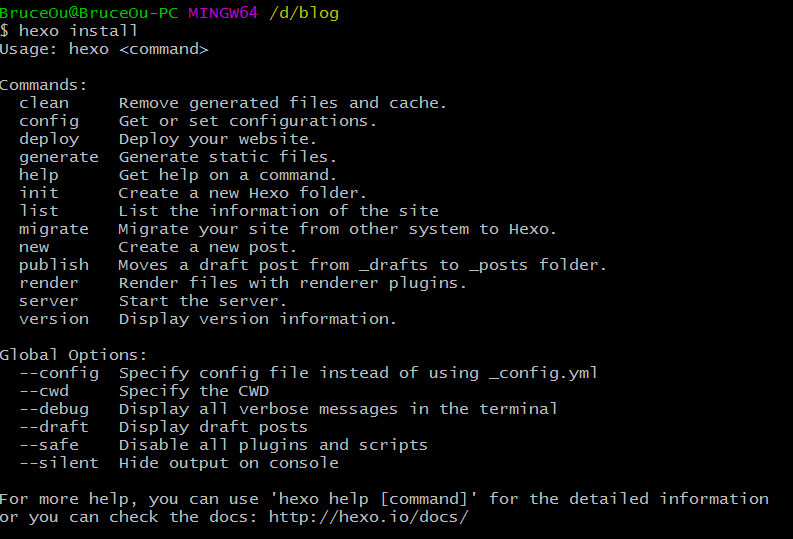 BruceOu@BruceOu-PC MINGW64 /d/blog
$ hexo install
Usage: hexo <command>

Commands:
  clean     Remove generated files and cache.
  config    Get or set configurations.
  deploy    Deploy your website.
  generate  Generate static files.
  help      Get help on a command.
  init      Create a new Hexo folder.
  list      List the information of the site
  migrate   Migrate your site from other system to Hexo.
  new       Create a new post.
  publish   Moves a draft post from _drafts to _posts folder.
  render    Render files with renderer plugins.
  server    Start the server.
  version   Display version information.

Global Options:
  --config  Specify config file instead of using _config.yml
  --cwd     Specify the CWD
  --debug   Display all verbose messages in the terminal
  --draft   Display draft posts
  --safe    Disable all plugins and scripts
  --silent  Hide output on console

For more help, you can use 'hexo help [command]' for the detailed information
or you can check the docs: http://hexo.io/docs/